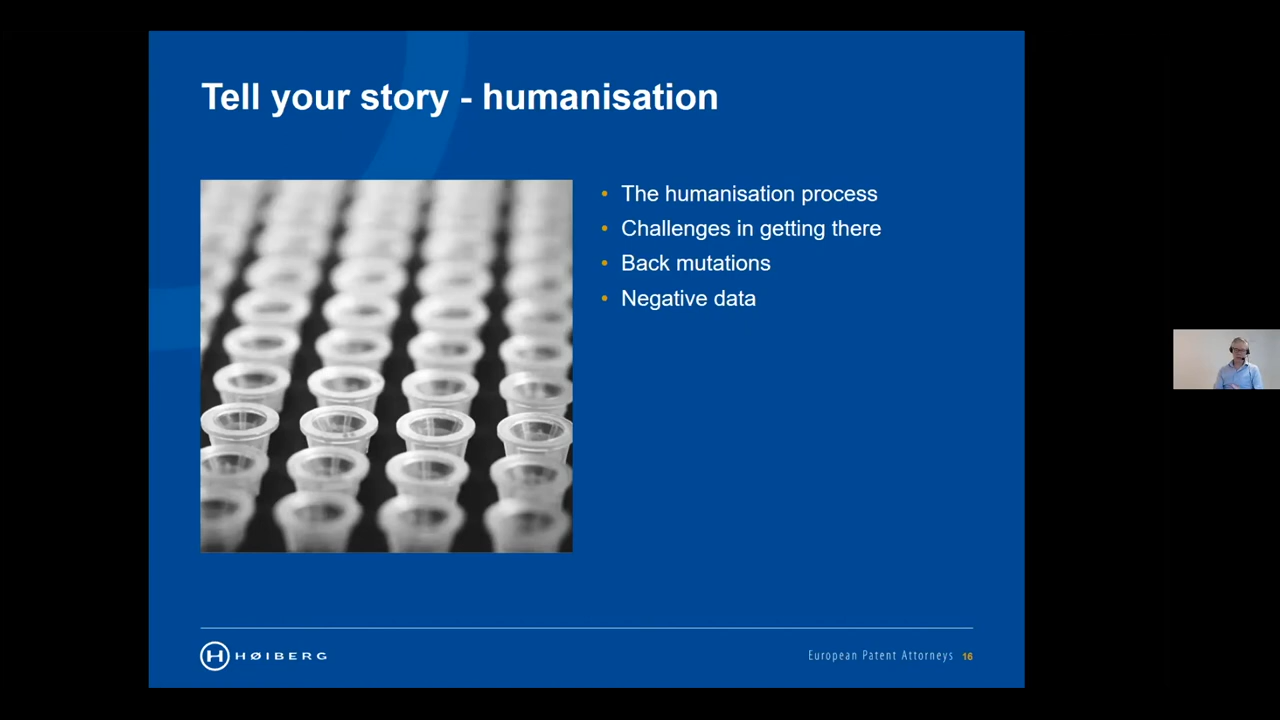 Tell your story - humanisation
• The humanisation process
• Challenges in getting there
• Back mutations
• Negative data
H HØIBERG
European Patent Attorneys 16